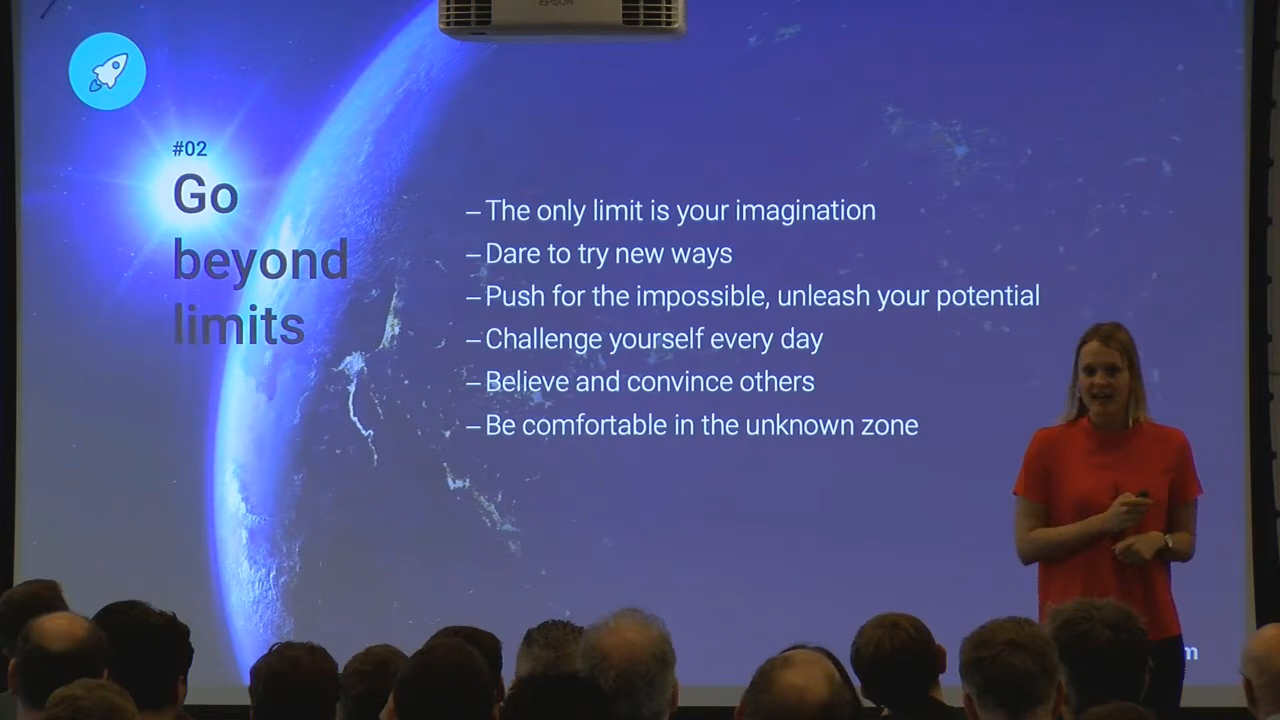 EPSON
#02
Go
beyond
limits
– The only limit is your imagination
– Dare to try new ways
– Push for the impossible, unleash your potential
– Challenge yourself every day
– Believe and convince others
– Be comfortable in the unknown zone
m